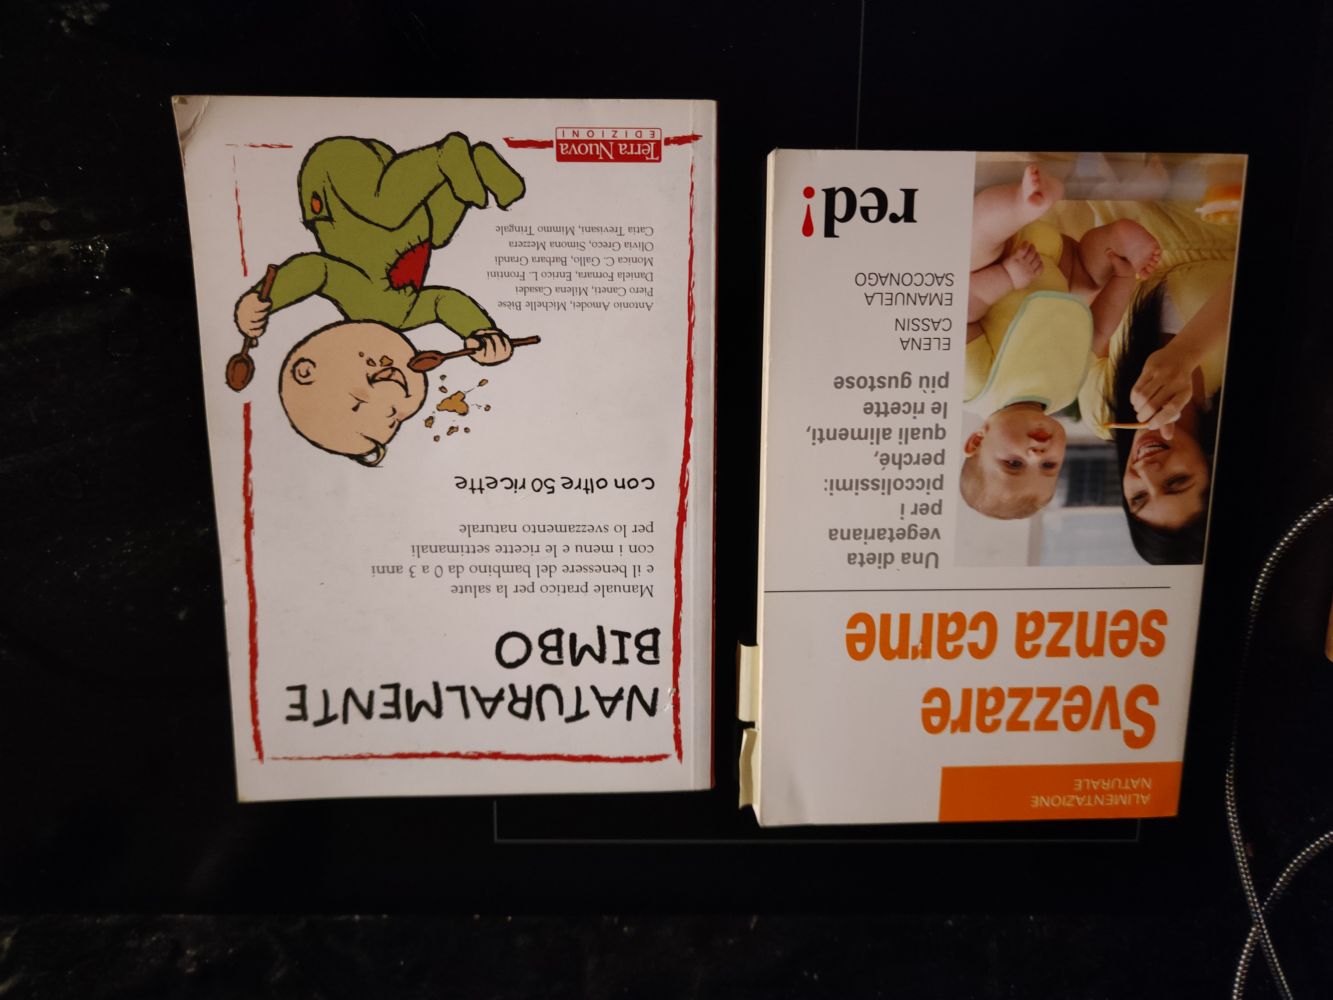 NATURALMENTE
BIMBO
Manuale pratico per la salute
e il benessere del bambino da 0 a 3 anni
con i menu e le ricette settimanali
per lo svezzamento naturale
con oltre 50 ricette
Antonio Amodei, Michelle Bièse
Piero Caneti, Milena Casadei
Daniela Fornara, Enrico L. Frontini
Monica C. Gallo, Barbara Grandi
Olivia Greco, Simona Mezzera
Catia Trevisani, Mimmo Tringale
Terra Nuova
EDIZIONI
ALIMENTAZIONE
NATURALE
Svezzare
senza carne
Una dieta
vegetariana
per i
piccolissimi:
perché,
quali alimenti,
le ricette
più gustose
ELENA
CASSIN
EMANUELA
SACCONAGO
red!